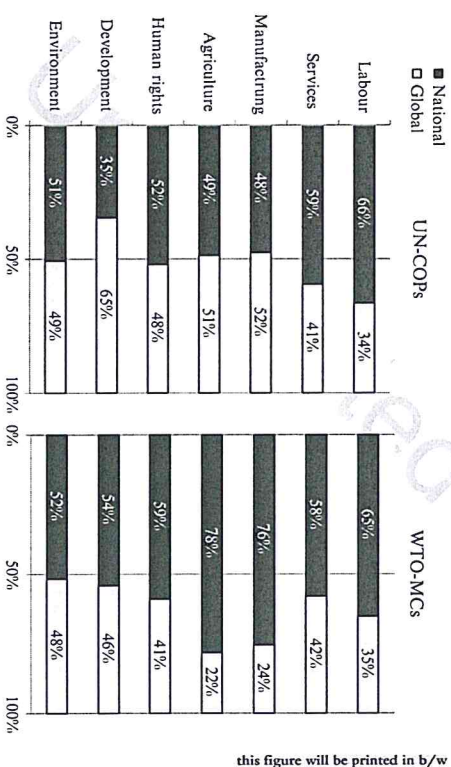 ■ National
□ Global
UN-COPs
WTO-MCs
Labour 66% 34% 65% 35%
Services 59% 41% 58% 42%
Manufactrung 48% 52% 76% 24%
Agriculture 49% 51% 78% 22%
Human rights 52% 48% 59% 41%
Development 35% 65% 54% 46%
Environment 51% 49% 52% 48%
0% 50% 100% 0% 50% 100%
this figure will be printed in b/w